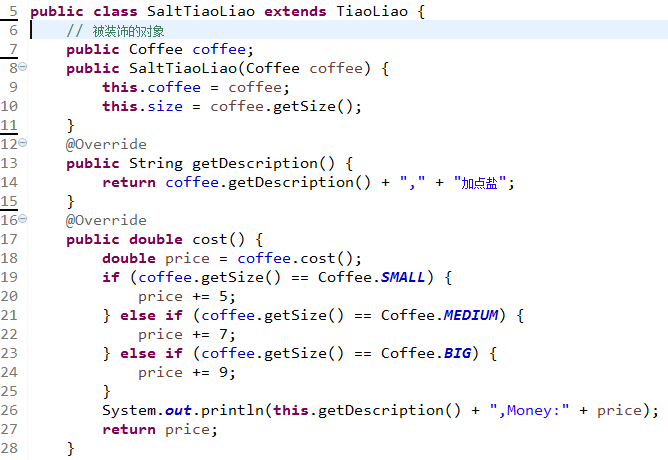 5 public class SaltTiaoLiao extends TiaoLiao {
6     // 被装饰的对象
7     public Coffee coffee;
8     public SaltTiaoLiao(Coffee coffee) {
9         this.coffee = coffee;
10         this.size = coffee.getSize();
11     }
12     @Override
13     public String getDescription() {
14         return coffee.getDescription() + "," + "加点盐";
15     }
16     @Override
17     public double cost() {
18         double price = coffee.cost();
19         if (coffee.getSize() == Coffee.SMALL) {
20             price += 5;
21         } else if (coffee.getSize() == Coffee.MEDIUM) {
22             price += 7;
23         } else if (coffee.getSize() == Coffee.BIG) {
24             price += 9;
25         }
26         System.out.println(this.getDescription() + ",Money:" + price);
27         return price;
28     }